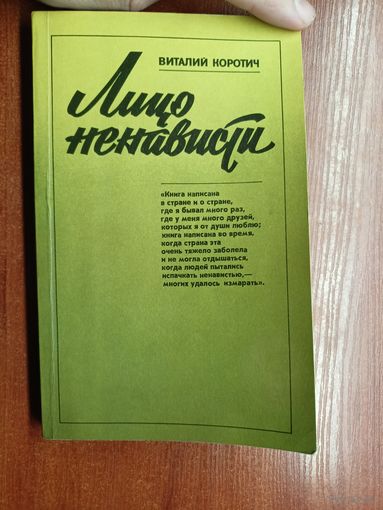 ВИТАЛИЙ КОРОТИЧ
Лицо
ненависти
«Книга написана
в стране и о стране,
где я бывал много раз,
где у меня много друзей,
которых я от души люблю;
книга написана во время,
когда страна эта
очень тяжело заболела
и не могла отдышаться,
когда людей пытались
испачкать ненавистью,—
многих удалось измарать».